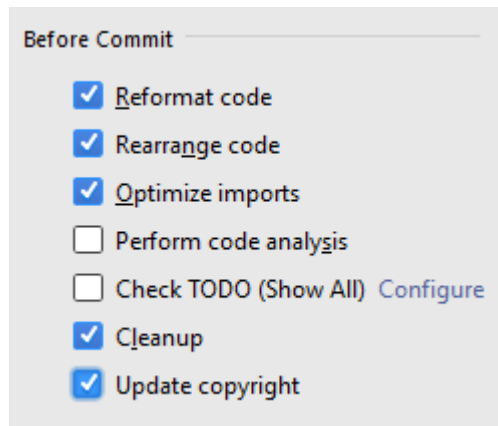 Before Commit
Reformat code
Rearrange code
Optimize imports
Perform code analysis
Check TODO (Show All) Configure
Cleanup
Update copyright